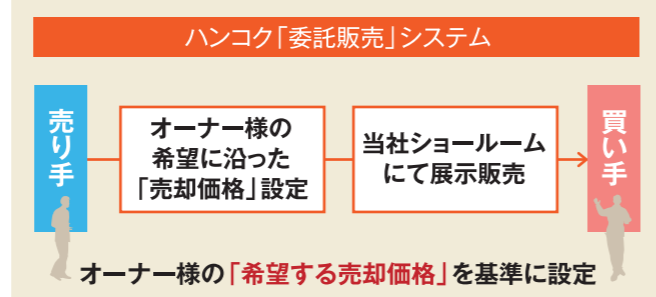 ハンコク「委託販売」システム
売り手
オーナー様の
希望に沿った
「売却価格」設定
当社ショールーム
にて展示販売
買い手
オーナー様の「希望する売却価格」を基準に設定